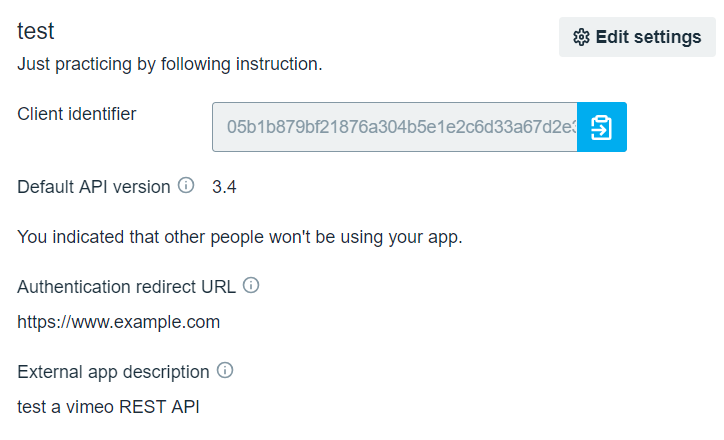 test
Edit settings
Just practicing by following instruction.
Client identifier
05b1b879bf21876a304b5e1e2c6d33a67d2e3
Default API version
3.4
You indicated that other people won't be using your app.
Authentication redirect URL
https://www.example.com
External app description
test a vimeo REST API